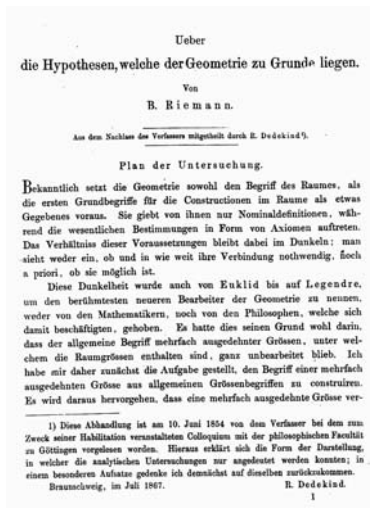 Ueber
die Hypothesen, welche der Geometrie zu Grunde liegen.
Von
B. Riemann.
Aus dem Nachlass des Verfassers mitgetheilt durch R. Dedekind¹).
Plan der Untersuchung.
Bekanntlich setzt die Geometrie sowohl den Begriff des Raumes, als
die ersten Grundbegriffe für die Constructionen im Raume als etwas
Gegebenes voraus. Sie giebt von ihnen nur Nominaldefinitionen, wäh-
rend die wesentlichen Bestimmungen in Form von Axiomen auftreten.
Das Verhältniss dieser Voraussetzungen bleibt dabei im Dunkeln; man
sieht weder ein, ob und in wie weit ihre Verbindung nothwendig, noch
a priori, ob sie möglich ist.
Diese Dunkelheit wurde auch von Euklid bis auf Legendre,
um den berühmtesten neueren Bearbeiter der Geometrie zu nennen,
weder von den Mathematikern, noch von den Philosophen, welche sich
damit beschäftigten, gehoben. Es hatte dies seinen Grund wohl darin,
dass der allgemeine Begriff mehrfach ausgedehnter Grössen, unter wel-
chem die Raumgrössen enthalten sind, ganz unbearbeitet blieb. Ich
habe mir daher zunächst die Aufgabe gestellt, den Begriff einer mehrfach
ausgedehnten Grösse aus allgemeinen Grössenbegriffen zu construiren.
Es wird daraus hervorgehen, dass eine mehrfach ausgedehnte Grösse ver-
1) Diese Abhandlung ist am 10. Juni 1854 von dem Verfasser bei dem zum
Zweck seiner Habilitation veranstalteten Colloquium mit der philosophischen Facultät
zu Göttingen vorgelesen worden. Hieraus erklärt sich die Form der Darstellung,
in welcher die analytischen Untersuchungen nur angedeutet werden konnten; in
einem besonderen Aufsatze gedenke ich demnächst auf dieselben zurückzukommen.
Braunschweig, im Juli 1867. R. Dedekind.
1